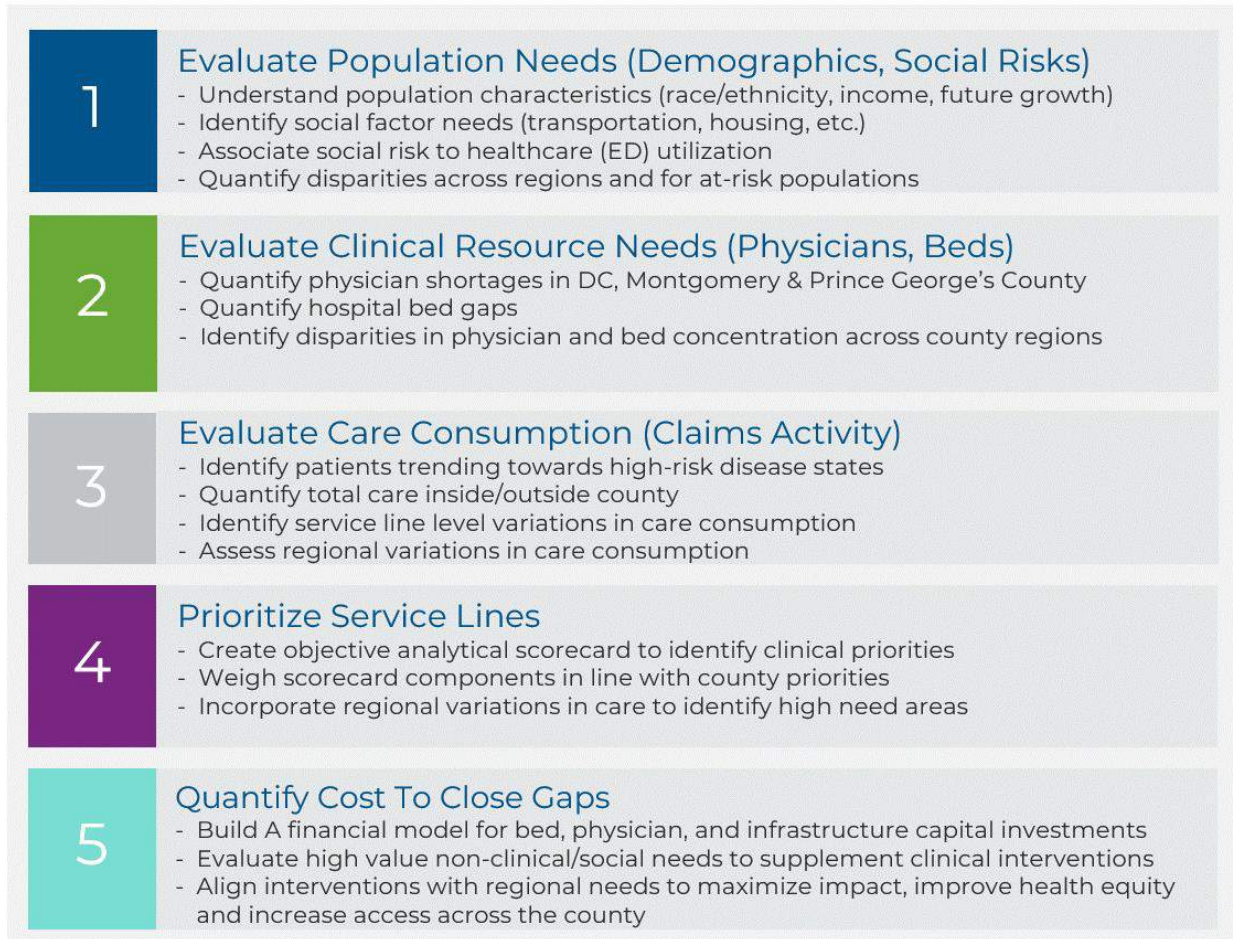 1
Evaluate Population Needs (Demographics, Social Risks)
- Understand population characteristics (race/ethnicity, income, future growth)
- Identify social factor needs (transportation, housing, etc.)
- Associate social risk to healthcare (ED) utilization
- Quantify disparities across regions and for at-risk populations
2
Evaluate Clinical Resource Needs (Physicians, Beds)
- Quantify physician shortages in DC, Montgomery & Prince George's County
- Quantify hospital bed gaps
- Identify disparities in physician and bed concentration across county regions
3
Evaluate Care Consumption (Claims Activity)
- Identify patients trending towards high-risk disease states
- Quantify total care inside/outside county
- Identify service line level variations in care consumption
- Assess regional variations in care consumption
4
Prioritize Service Lines
- Create objective analytical scorecard to identify clinical priorities
- Weigh scorecard components in line with county priorities
- Incorporate regional variations in care to identify high need areas
5
Quantify Cost To Close Gaps
- Build A financial model for bed, physician, and infrastructure capital investments
- Evaluate high value non-clinical/social needs to supplement clinical interventions
- Align interventions with regional needs to maximize impact, improve health equity
and increase access across the county